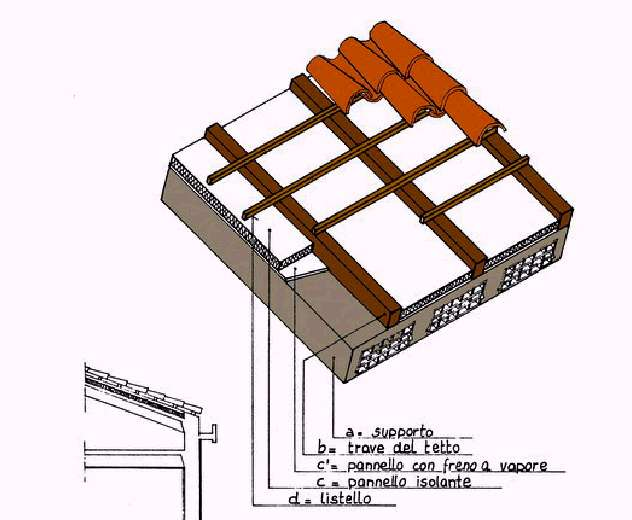 a = supporto
b = trave del tetto
c' = pannello con freno a vapore
c = pannello isolante
d = listello